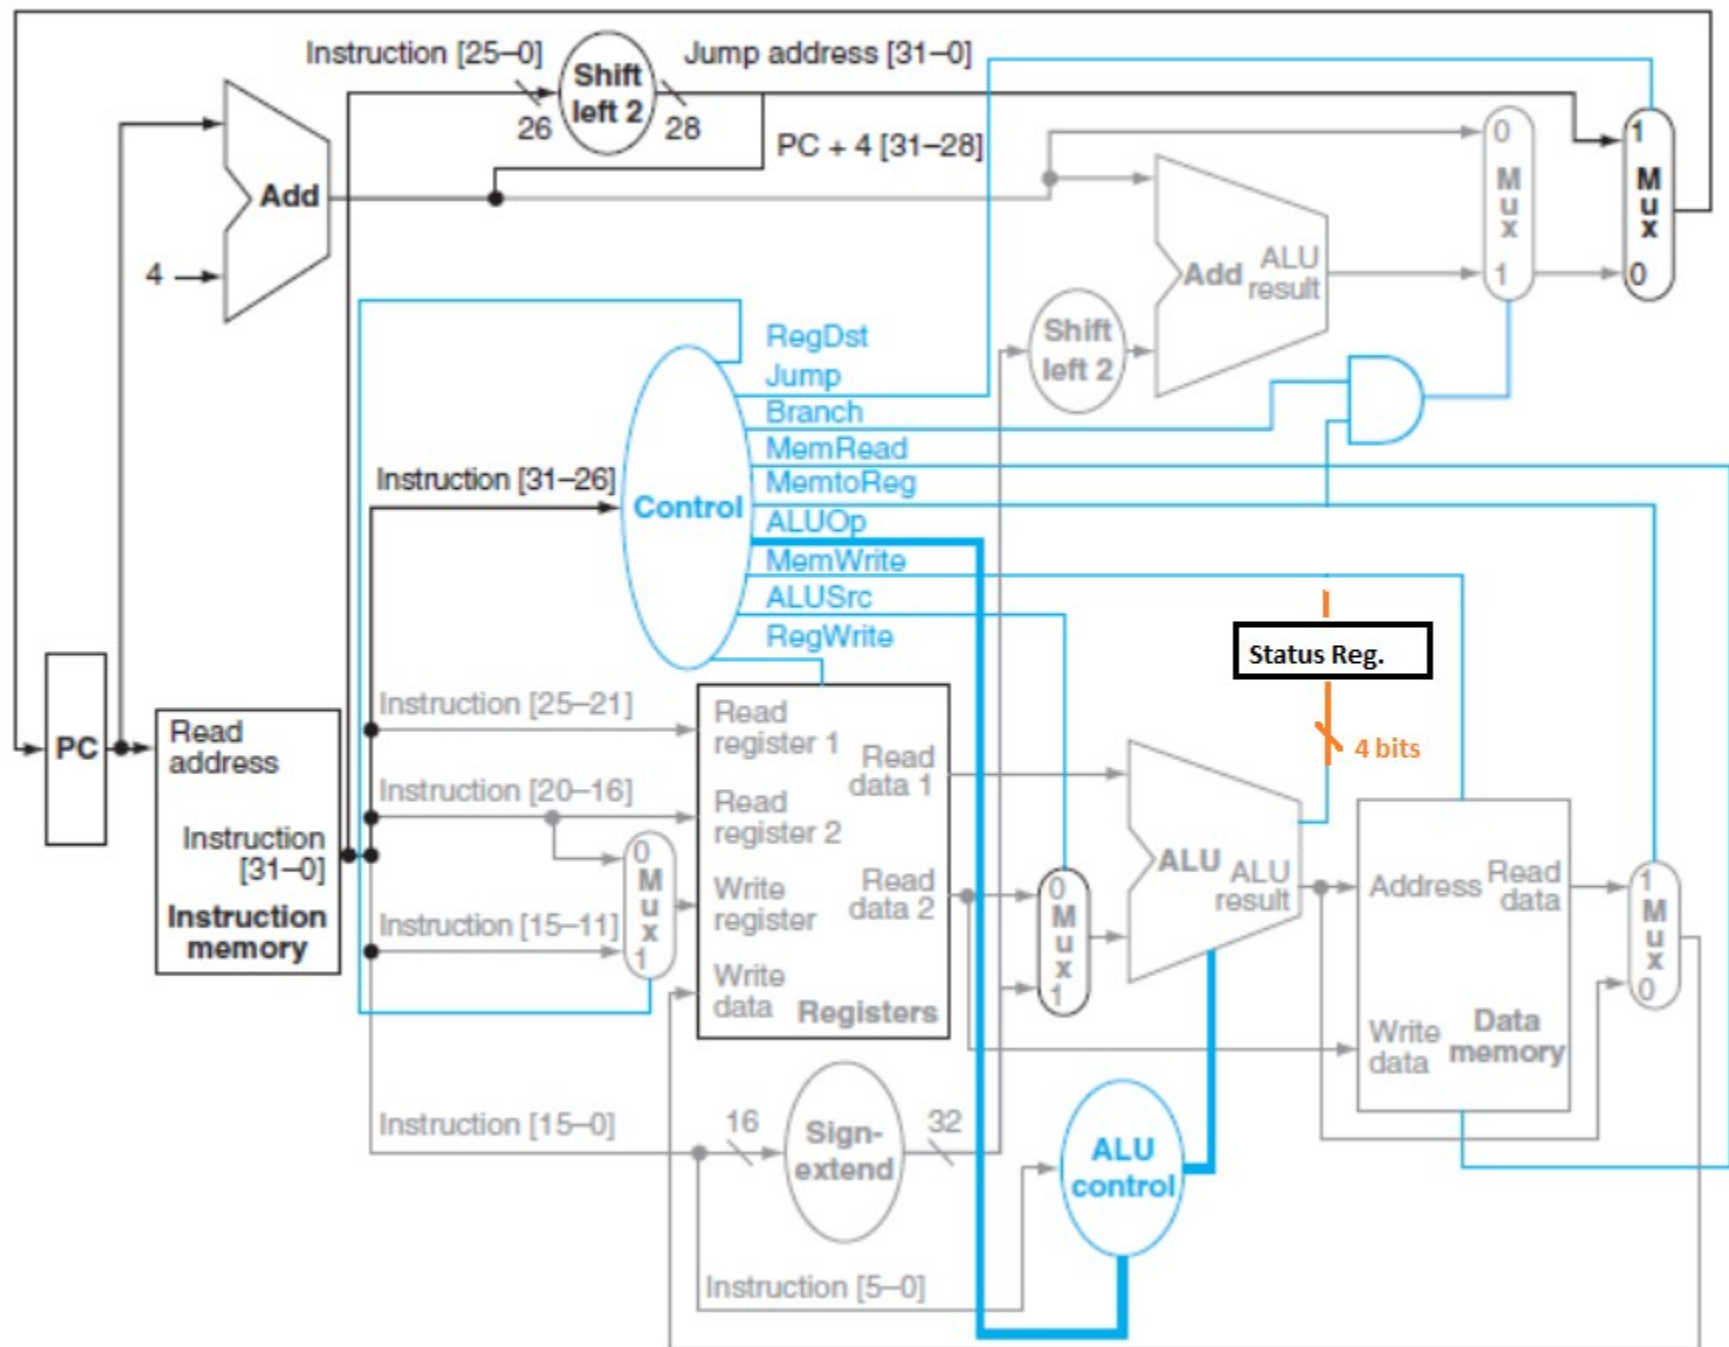 Instruction [25–0]
Shift
left 2
Jump address [31–0]
26
28
PC + 4 [31–28]
Add
4
0
M
u
x
1
1
M
u
x
0
Add
ALU
result
Shift
left 2
RegDst
Jump
Branch
MemRead
MemtoReg
ALUOp
MemWrite
ALUSrc
RegWrite
Instruction [31–26]
Control
Status Reg.
4 bits
PC
Read
address
Instruction
[31–0]
Instruction
memory
Instruction [25–21]
Instruction [20–16]
Instruction [15–11]
0
M
u
x
1
Read
register 1
Read
register 2
Write
register
Write
data
Read
data 1
Read
data 2
Registers
0
M
u
x
1
ALU
ALU
result
Address
Read
data
Write
data
Data
memory
1
M
u
x
0
Instruction [15–0]
16
Sign-
extend
32
ALU
control
Instruction [5–0]